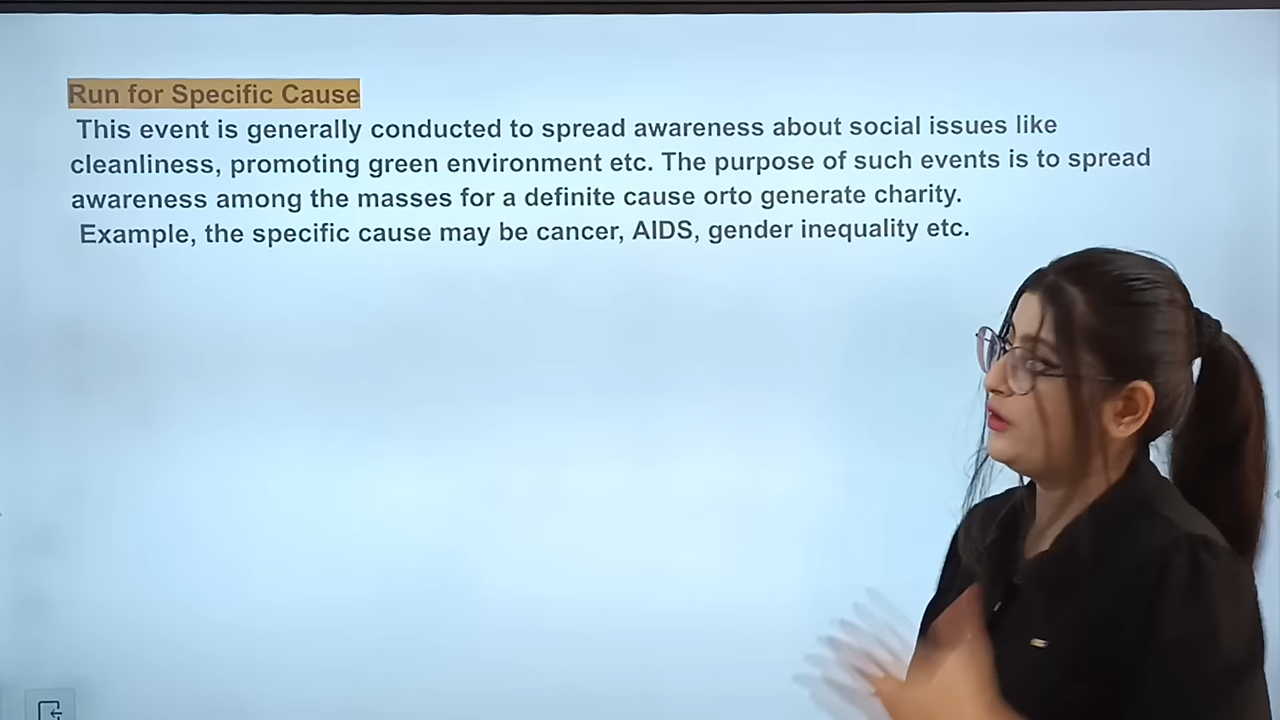 Run for Specific Cause
This event is generally conducted to spread awareness about social issues like
cleanliness, promoting green environment etc. The purpose of such events is to spread
awareness among the masses for a definite cause orto generate charity.
Example, the specific cause may be cancer, AIDS, gender inequality etc.